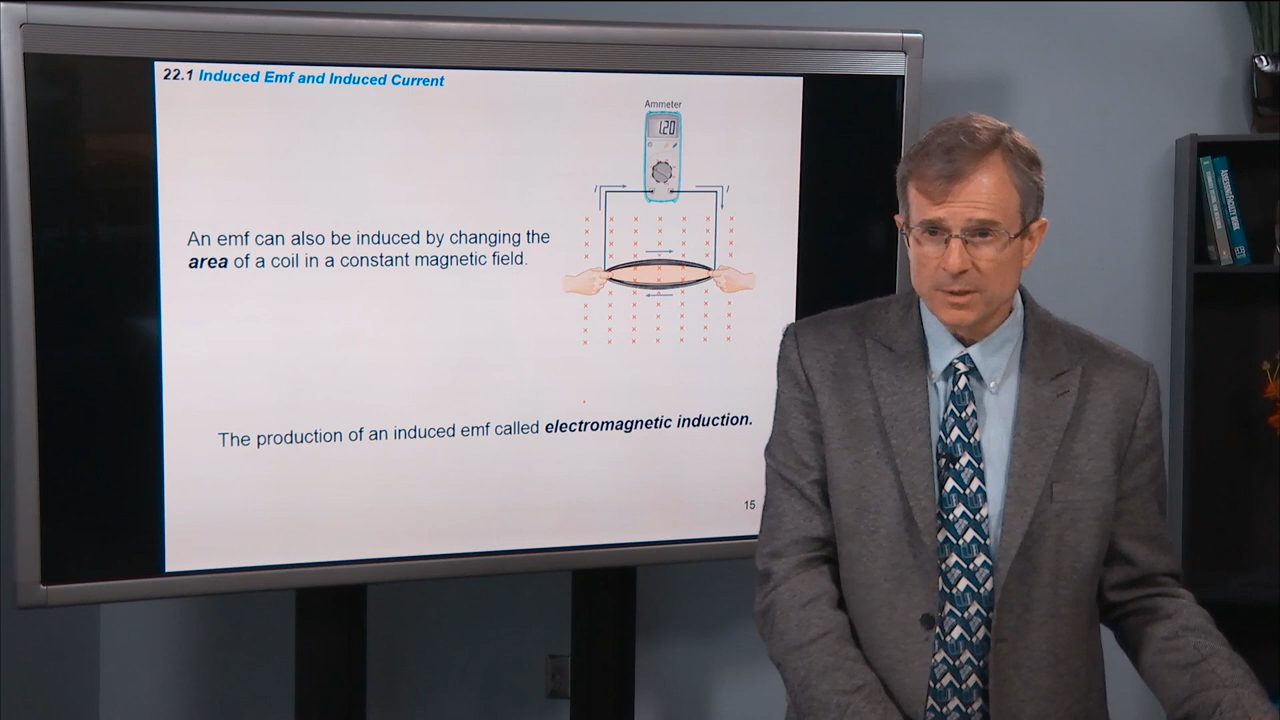 22.1 Induced Emf and Induced Current
Ammeter
1.20
I
I
An emf can also be induced by changing the
area of a coil in a constant magnetic field.
The production of an induced emf called electromagnetic induction.
15